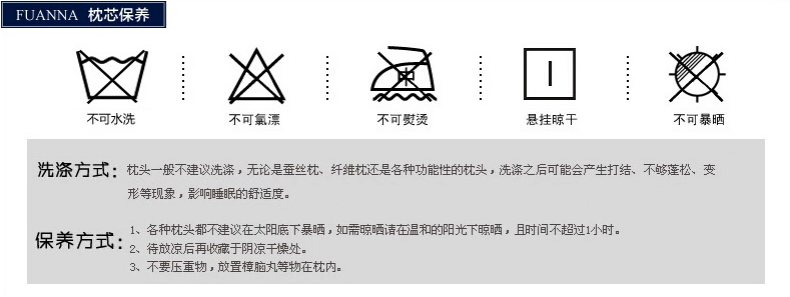 FUANNA 枕芯保养
不可水洗 不可氯漂 不可熨烫 悬挂晾干 不可暴晒
洗涤方式: 枕头一般不建议洗涤，无论是蚕丝枕、纤维枕还是各种功能性的枕头，洗涤之后可能会产生打结、不够蓬松、变
形等现象，影响睡眠的舒适度。
保养方式: 1、各种枕头都不建议在太阳底下暴晒，如需晾晒请在温和的阳光下晾晒，且时间不超过1小时。
2、待放凉后再收藏于阴凉干燥处。
3、不要压重物，放置樟脑丸等物在枕内。